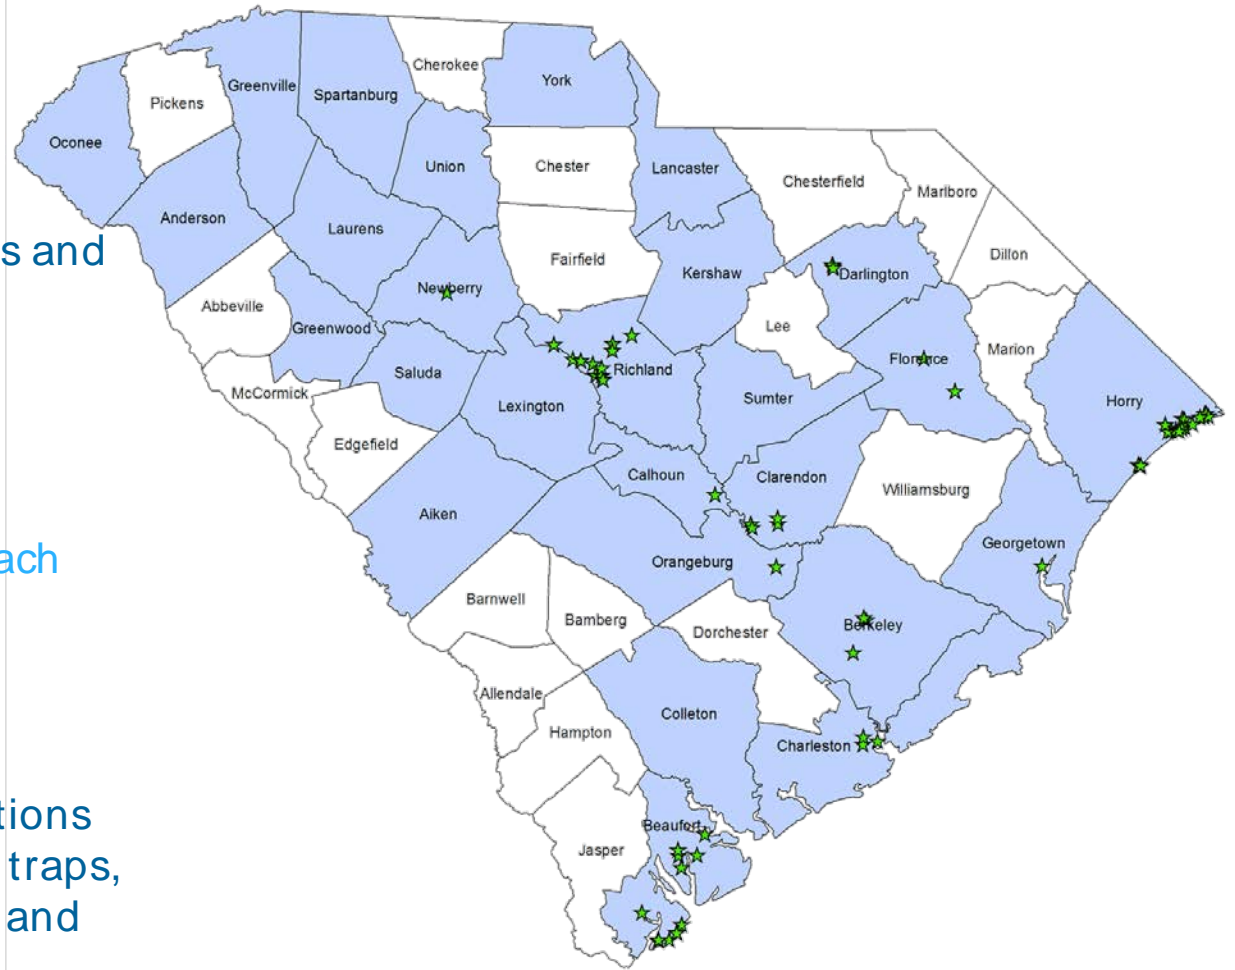 Cherokee
York
Greenville
Spartanburg
Pickens
Oconee
Union
Chester
Lancaster
Chesterfield
Marlboro
Anderson
Laurens
s and
Fairfield
Kershaw
Darlington
Dillon
Newberry
Abbeville
Greenwood
Lee
Florence
Marion
Saluda
Richland
McCormick
Lexington
Sumter
Horry
Edgefield
Calhoun
Clarendon
Williamsburg
Aiken
Georgetown
ach
Orangeburg
Barnwell
Bamberg
Dorchester
Berkeley
Allendale
Colleton
Hampton
Charleston
tions
Beaufort
Jasper
traps,
and